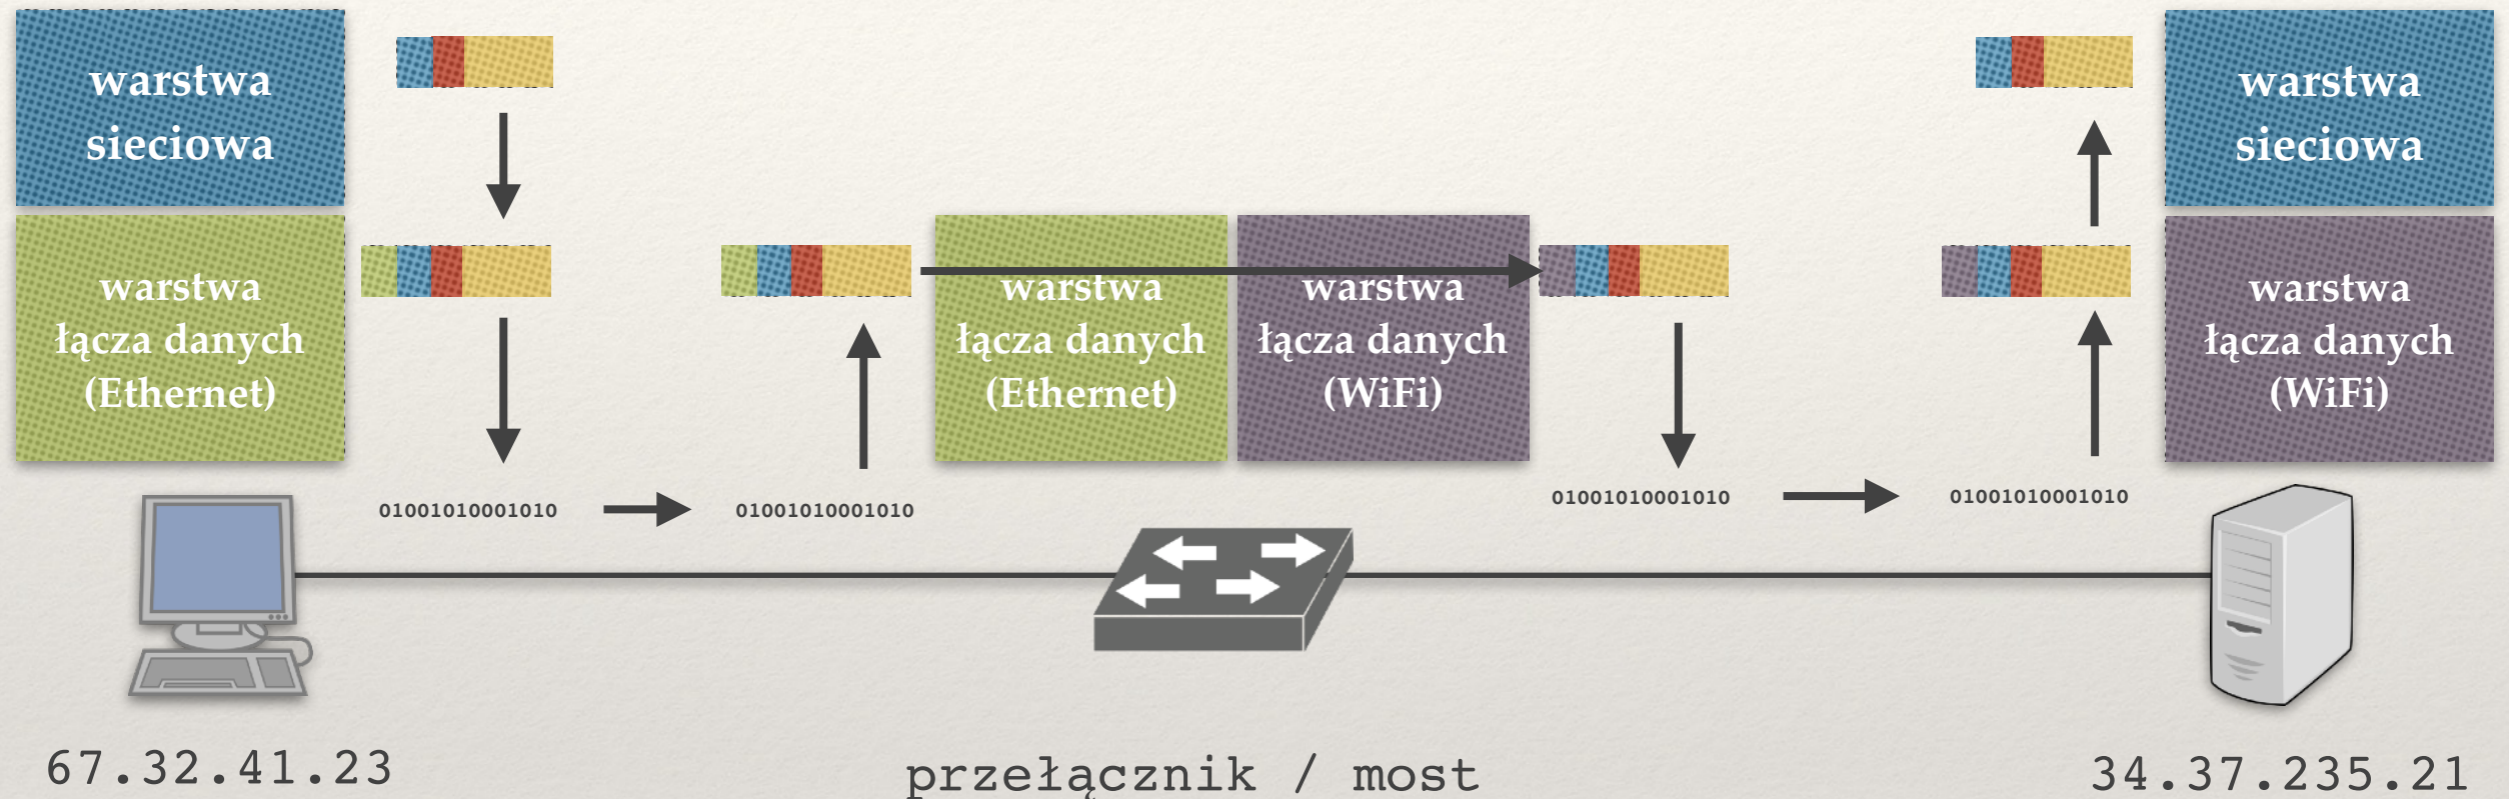 warstwa
sieciowa
warstwa
łącza danych
(Ethernet)
01001010001010
01001010001010
warstwa
łącza danych
(Ethernet)
warstwa
łącza danych
(WiFi)
01001010001010
01001010001010
warstwa
sieciowa
warstwa
łącza danych
(WiFi)
67.32.41.23
przełącznik / most
34.37.235.21